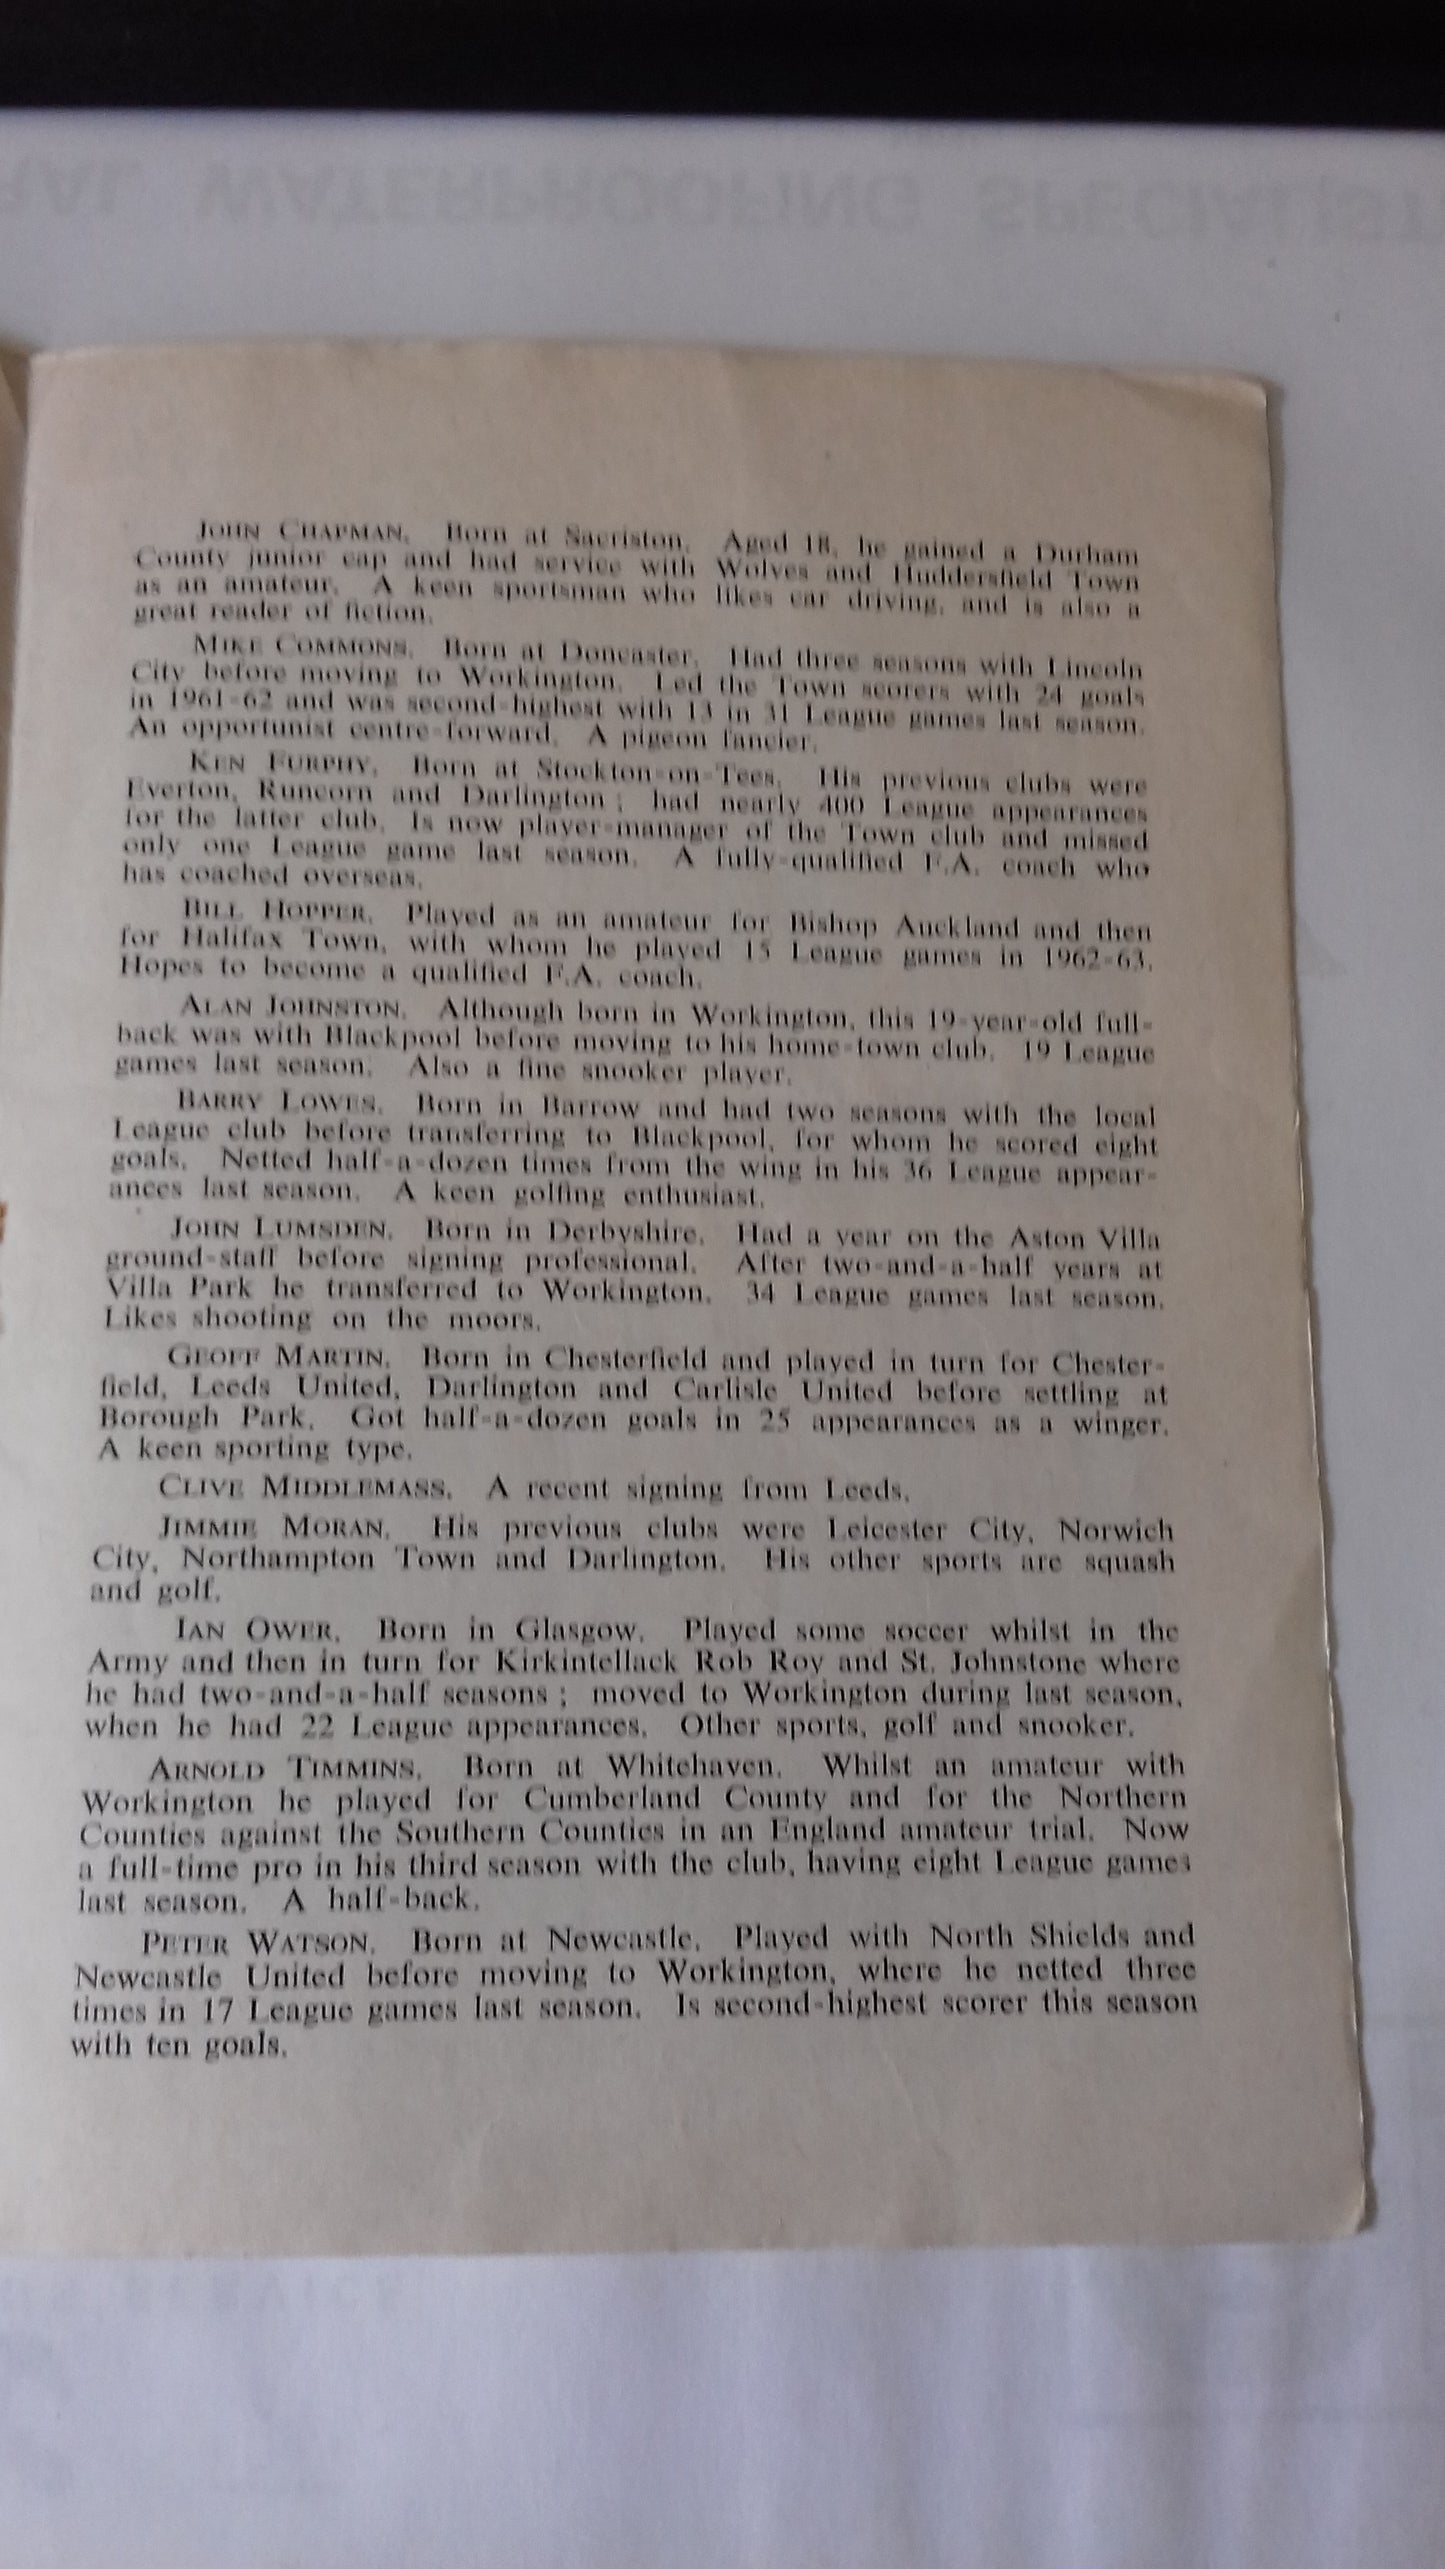 RAL WATERPROOFING SPECIALIST
JOHN CHAPMAN. Born at Sacriston. Aged 18, he gained a Durham
County junior cap and had service with Wolves and Huddersfield Town
as an amateur. A keen sportsman who likes car driving, and is also a
great reader of fiction.
MIKE COMMONS. Born at Doncaster. Had three seasons with Lincoln
City before moving to Workington. Led the Town scorers with 24 goals
in 1961-62 and was second-highest with 13 in 31 League games last season.
An opportunist centre-forward. A pigeon fancier.
KEN FURPHY. Born at Stockton-on-Tees. His previous clubs were
Everton, Runcorn and Darlington; had nearly 400 League appearances
for the latter club. Is now player-manager of the Town club and missed
only one League game last season. A fully-qualified F.A. coach who
has coached overseas.
BILL HOPPER. Played as an amateur for Bishop Auckland and then
for Halifax Town, with whom he played 15 League games in 1962-63.
Hopes to become a qualified F.A. coach.
ALAN JOHNSTON. Although born in Workington, this 19-year-old full-
back was with Blackpool before moving to his home-town club. 19 League
games last season. Also a fine snooker player.
BARRY LOWES. Born in Barrow and had two seasons with the local
League club before transferring to Blackpool, for whom he scored eight
goals. Netted half-a-dozen times from the wing in his 36 League appear-
ances last season. A keen golfing enthusiast.
JOHN LUMSDEN. Born in Derbyshire. Had a year on the Aston Villa
ground-staff before signing professional. After two-and-a-half years at
Villa Park he transferred to Workington. 34 League games last season.
Likes shooting on the moors.
GEOFF MARTIN. Born in Chesterfield and played in turn for Chester-
field, Leeds United, Darlington and Carlisle United before settling at
Borough Park. Got half-a-dozen goals in 25 appearances as a winger.
A keen sporting type.
CLIVE MIDDLEMASS. A recent signing from Leeds.
JIMMIE MORAN. His previous clubs were Leicester City, Norwich
City, Northampton Town and Darlington. His other sports are squash
and golf.
IAN OWER. Born in Glasgow. Played some soccer whilst in the
Army and then in turn for Kirkintellack Rob Roy and St. Johnstone where
he had two-and-a-half seasons; moved to Workington during last season,
when he had 22 League appearances. Other sports, golf and snooker.
ARNOLD TIMMINS. Born at Whitehaven. Whilst an amateur with
Workington he played for Cumberland County and for the Northern
Counties against the Southern Counties in an England amateur trial. Now
a full-time pro in his third season with the club, having eight League games
last season. A half-back.
PETER WATSON. Born at Newcastle. Played with North Shields and
Newcastle United before moving to Workington, where he netted three
times in 17 League games last season. Is second-highest scorer this season
with ten goals.